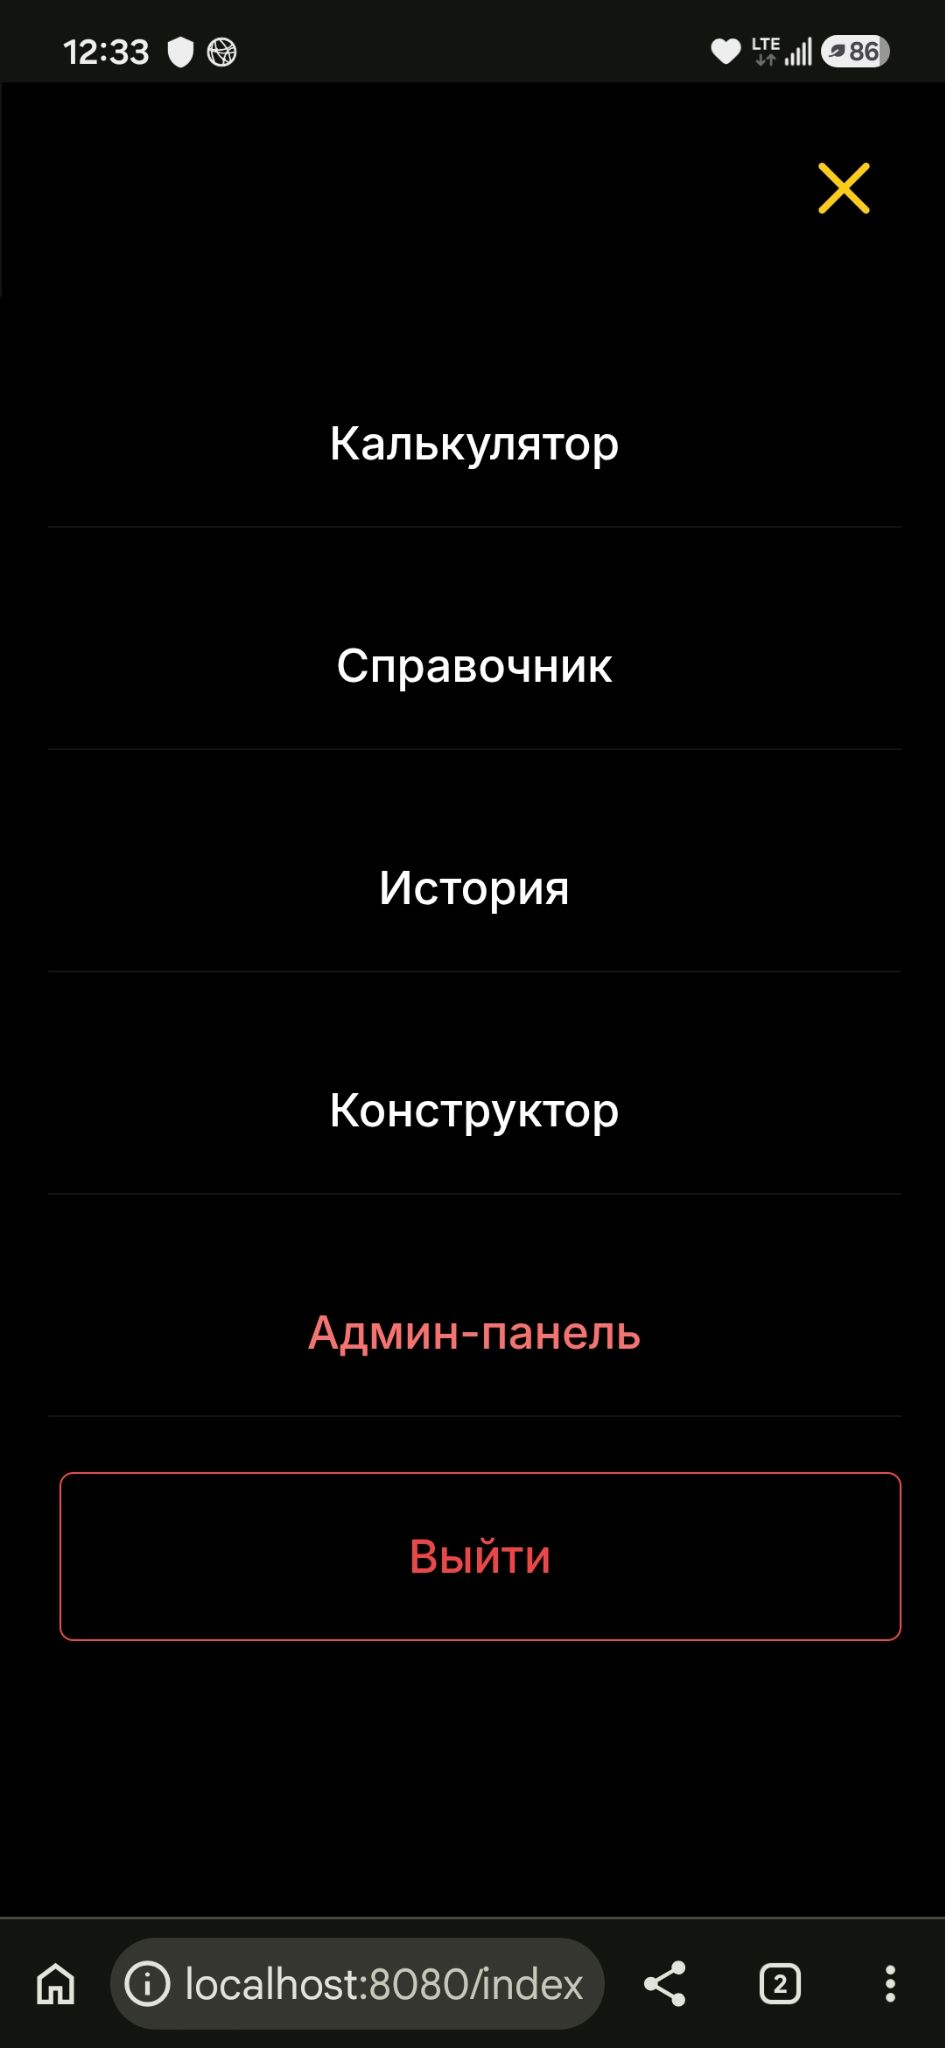 12:33
LTE
86
Калькулятор
Справочник
История
Конструктор
Админ-панель
Выйти
localhost:8080/index
2